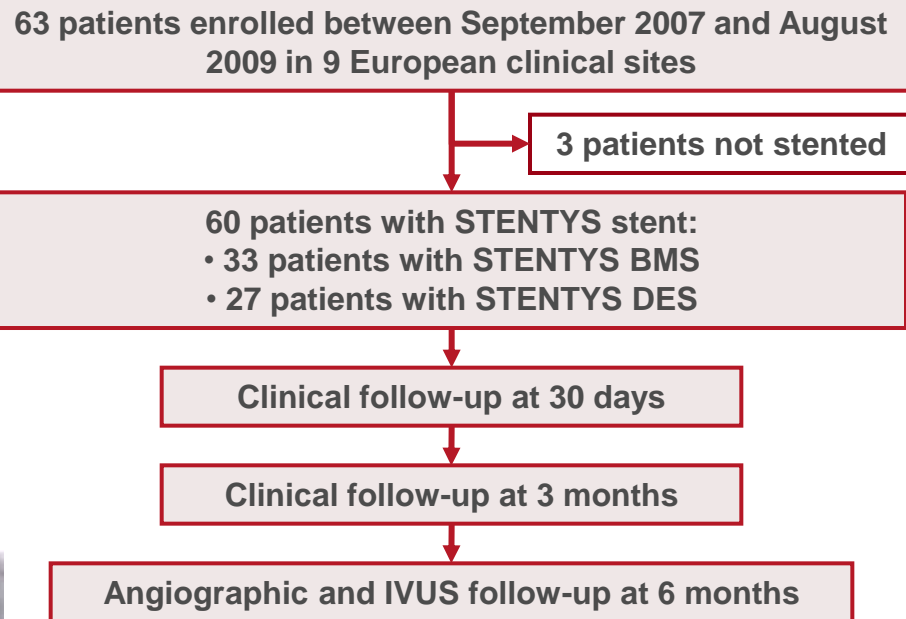 63 patients enrolled between September 2007 and August
2009 in 9 European clinical sites
3 patients not stented
60 patients with STENTYS stent:
• 33 patients with STENTYS BMS
• 27 patients with STENTYS DES
Clinical follow-up at 30 days
Clinical follow-up at 3 months
Angiographic and IVUS follow-up at 6 months